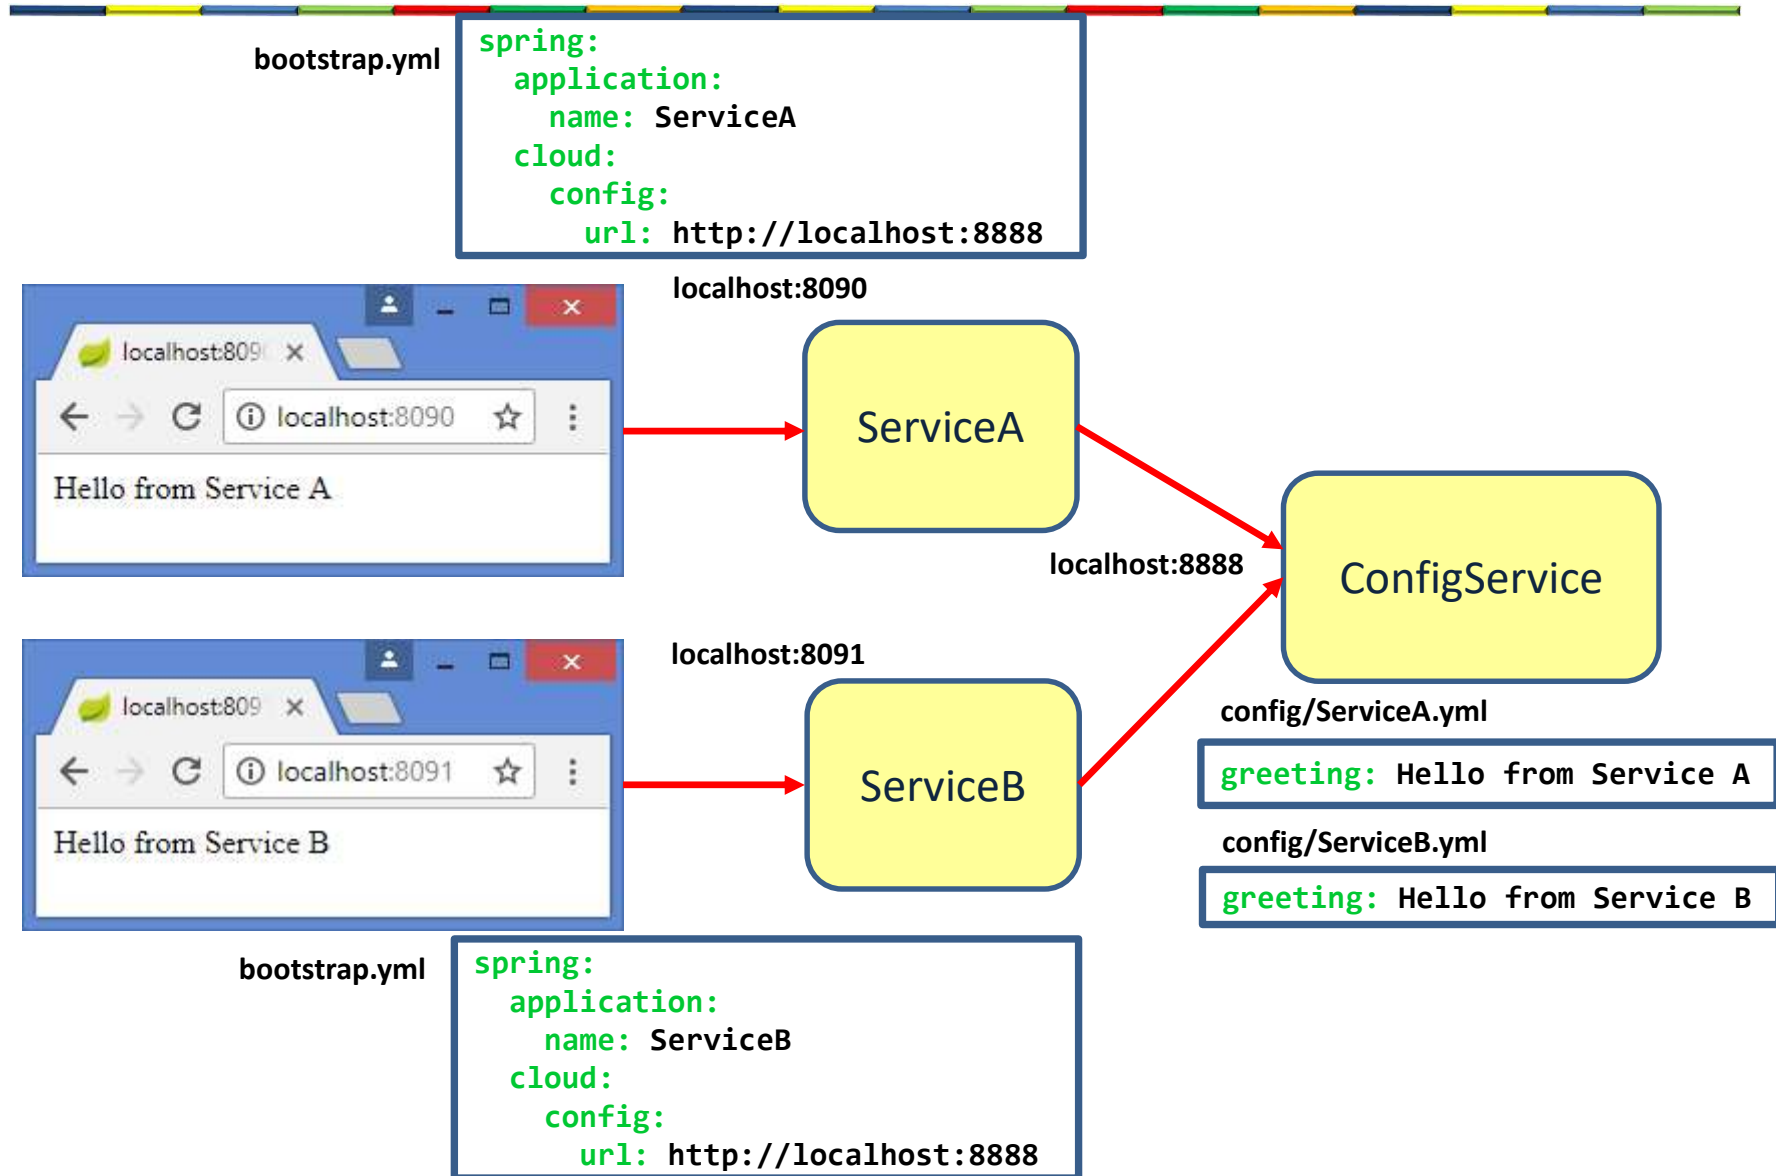 bootstrap.yml
spring:
  application:
    name: ServiceA
  cloud:
    config:
      url: http://localhost:8888
localhost:8090
localhost:809
localhost:8090
Hello from Service A
ServiceA
localhost:8888
ConfigService
localhost:8091
localhost:809
localhost:8091
Hello from Service B
ServiceB
config/ServiceA.yml
greeting: Hello from Service A
config/ServiceB.yml
greeting: Hello from Service B
bootstrap.yml
spring:
  application:
    name: ServiceB
  cloud:
    config:
      url: http://localhost:8888